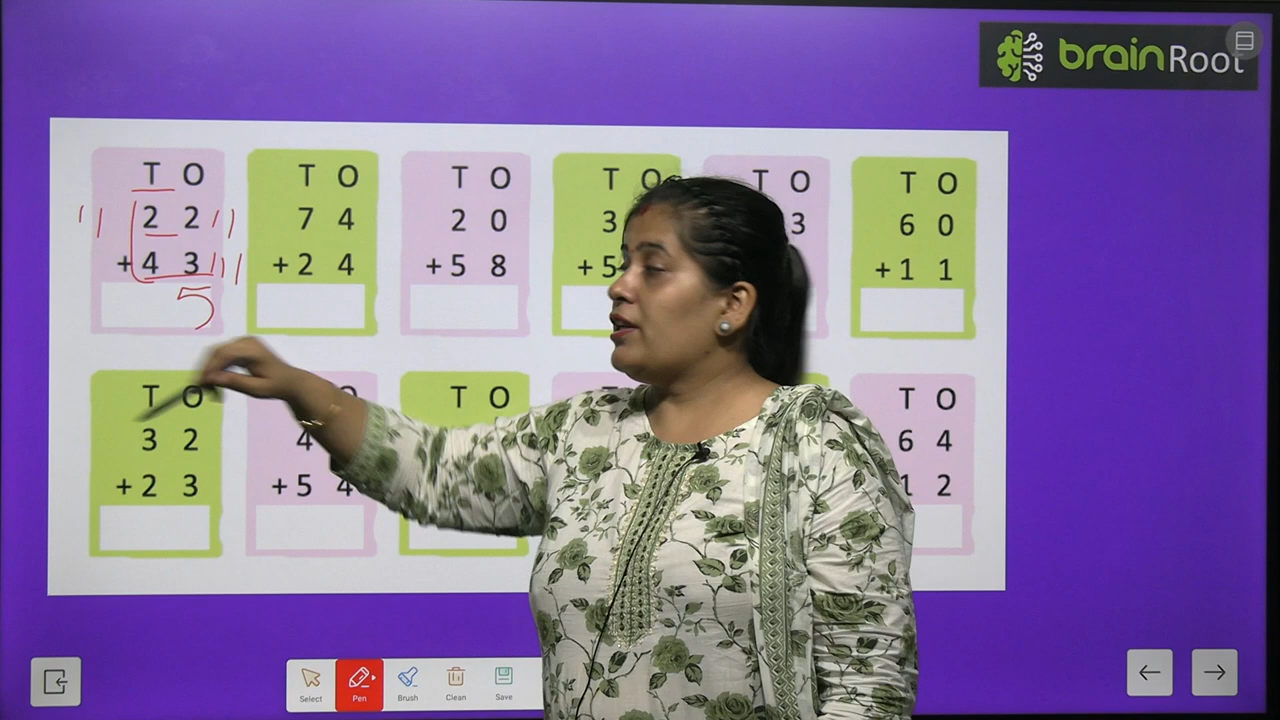 brainRoot
T O
2 2
+4 3
5
T O
7 4
+2 4
T O
2 0
+5 8
T O
3
+5
T O
3
T O
6 0
+1 1
T O
3 2
+2 3
4
+5 4
T O
T O
6 4
1 2
Select
Pen
Brush
Clean
Save